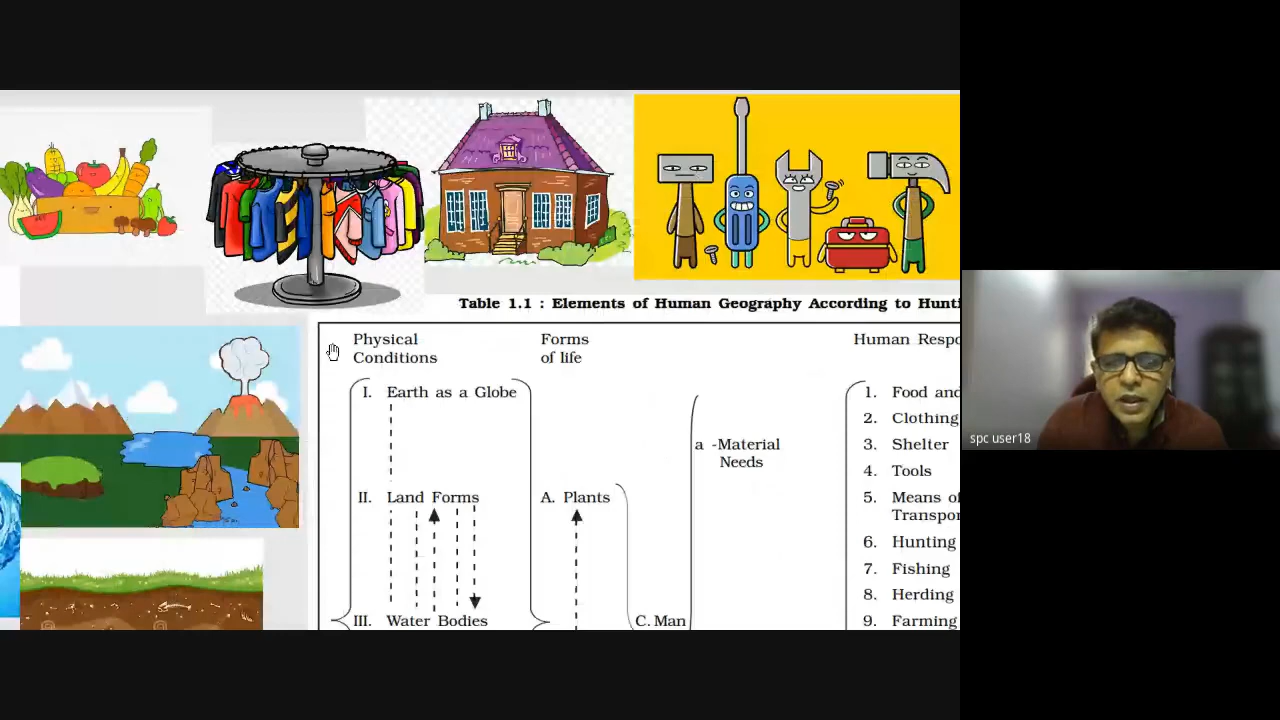 Table 1.1 : Elements of Human Geography According to Hunti
Physical
Conditions
Forms
of life
Human Respo
I. Earth as a Globe
II. Land Forms
III. Water Bodies
A. Plants
C. Man
a -Material
Needs
1. Food and
2. Clothing
3. Shelter
4. Tools
5. Means of
Transpor
6. Hunting
7. Fishing
8. Herding
9. Farming
spc user18